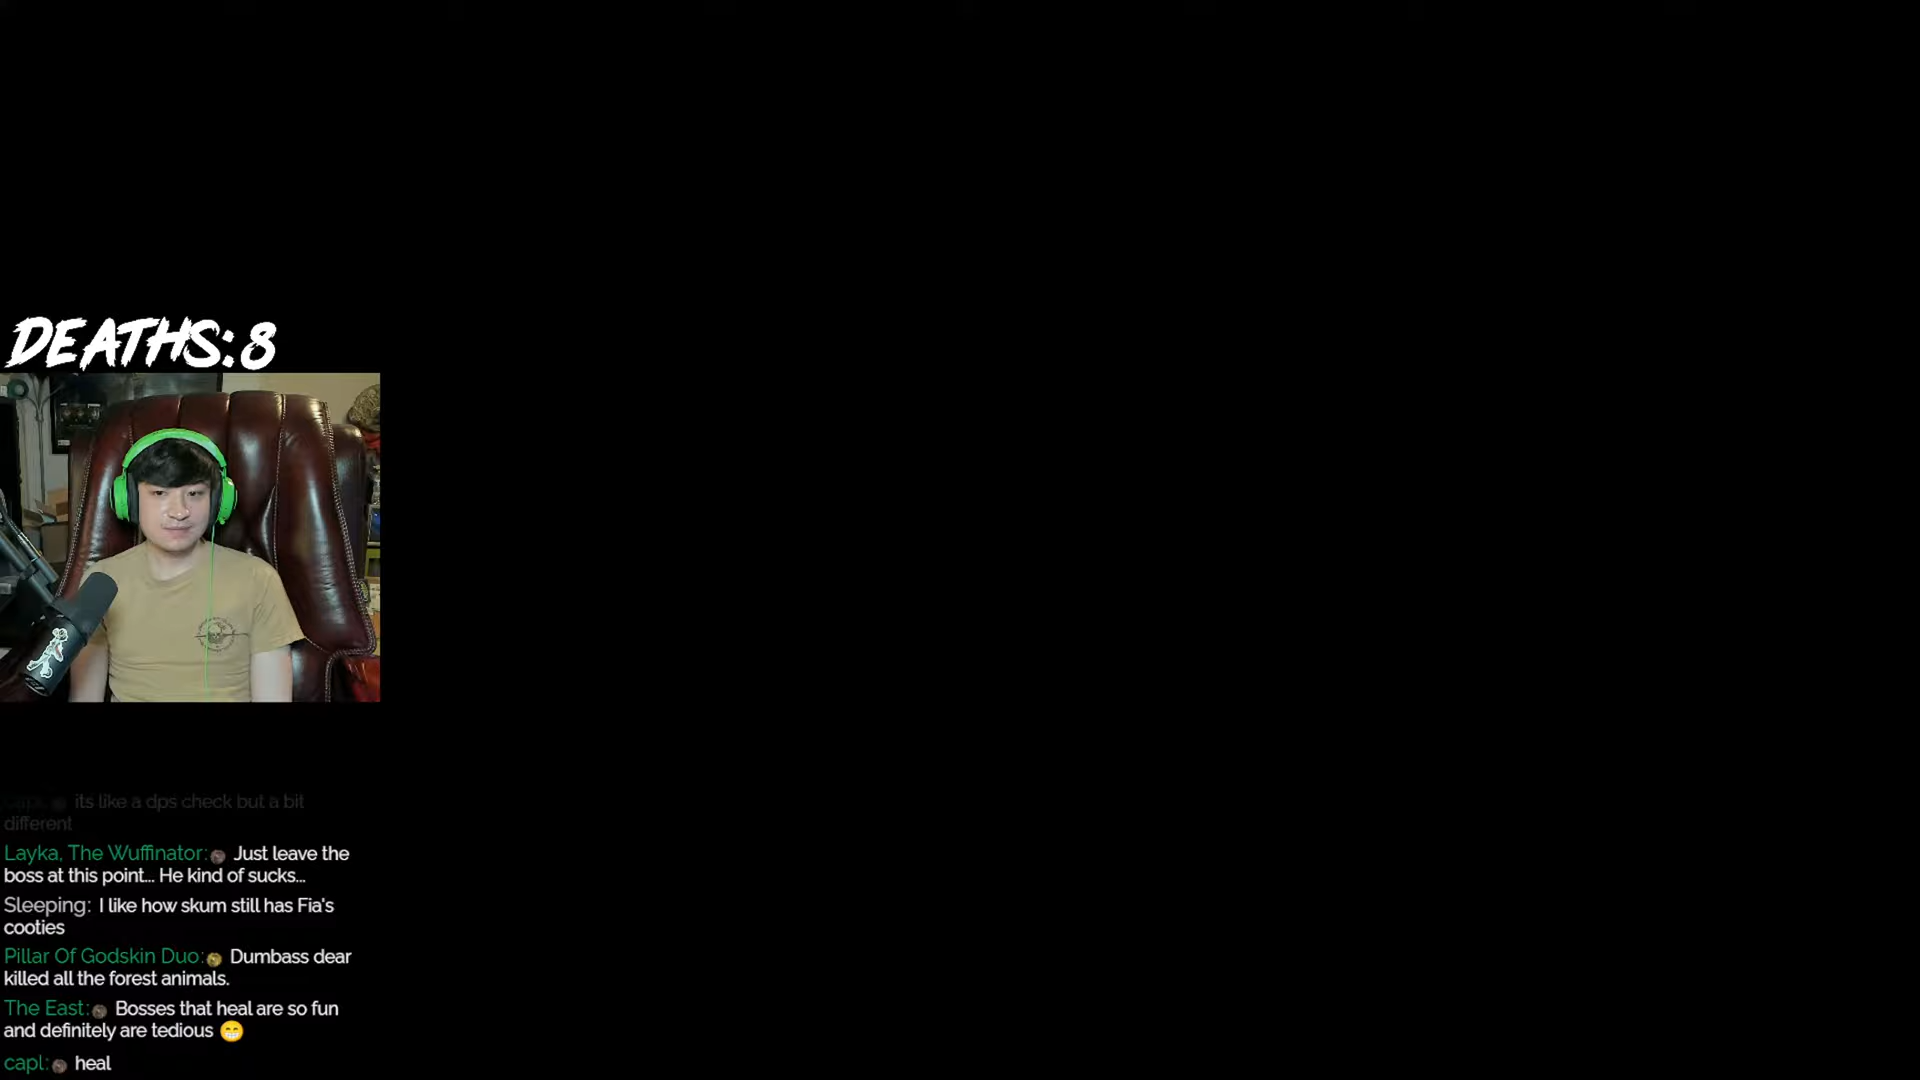 DEATHS:8
its like a dps check but a bit
different
Layka, The Wuffinator: Just leave the
boss at this point... He kind of sucks...
Sleeping: I like how skum still has Fia's
cooties
Pillar Of Godskin Duo: Dumbass dear
killed all the forest animals.
The East: Bosses that heal are so fun
and definitely are tedious 😁
capl: heal